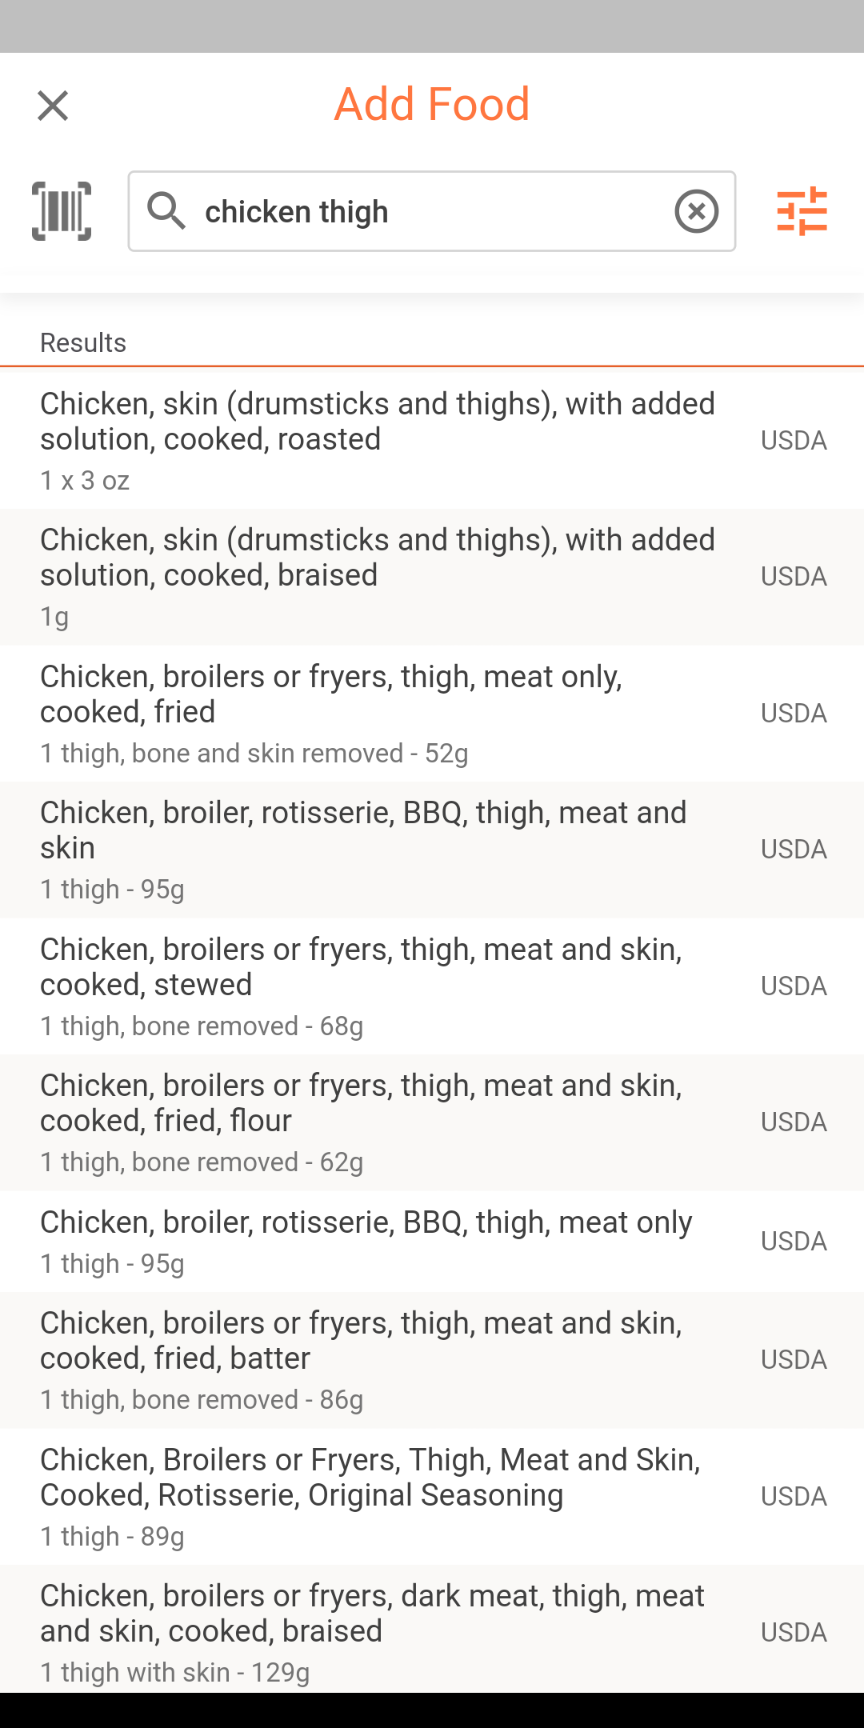 Add Food
chicken thigh
Results
Chicken, skin (drumsticks and thighs), with added
solution, cooked, roasted
USDA
1 x 3 oz
Chicken, skin (drumsticks and thighs), with added
solution, cooked, braised
USDA
1g
Chicken, broilers or fryers, thigh, meat only,
cooked, fried
USDA
1 thigh, bone and skin removed - 52g
Chicken, broiler, rotisserie, BBQ, thigh, meat and
skin
USDA
1 thigh - 95g
Chicken, broilers or fryers, thigh, meat and skin,
cooked, stewed
USDA
1 thigh, bone removed - 68g
Chicken, broilers or fryers, thigh, meat and skin,
cooked, fried, flour
USDA
1 thigh, bone removed - 62g
Chicken, broiler, rotisserie, BBQ, thigh, meat only
USDA
1 thigh - 95g
Chicken, broilers or fryers, thigh, meat and skin,
cooked, fried, batter
USDA
1 thigh, bone removed - 86g
Chicken, Broilers or Fryers, Thigh, Meat and Skin,
Cooked, Rotisserie, Original Seasoning
USDA
1 thigh - 89g
Chicken, broilers or fryers, dark meat, thigh, meat
and skin, cooked, braised
USDA
1 thigh with skin - 129g